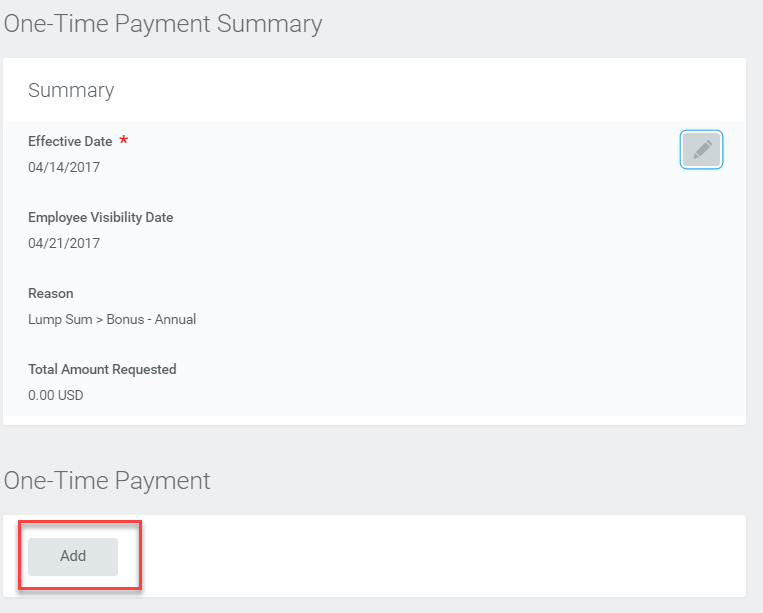 One-Time Payment Summary
Summary
Effective Date *
04/14/2017
Employee Visibility Date
04/21/2017
Reason
Lump Sum > Bonus - Annual
Total Amount Requested
0.00 USD
One-Time Payment
Add